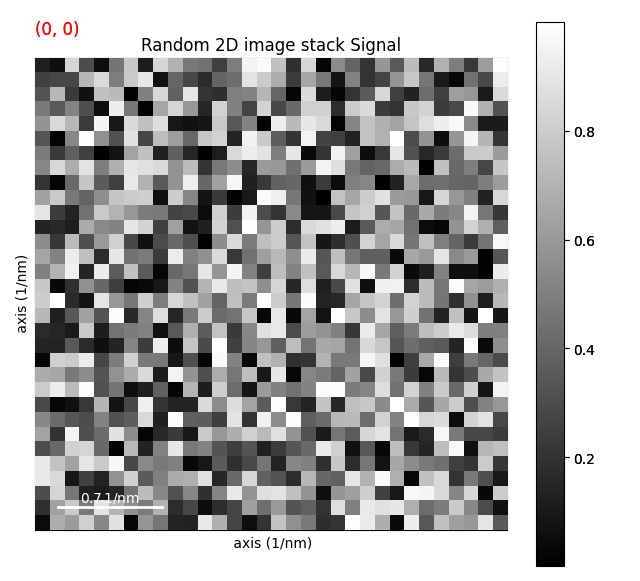 (0, 0)
Random 2D image stack Signal
0.8
0.6
0.4
0.2
axis (1/nm)
0.7 1/nm
axis (1/nm)